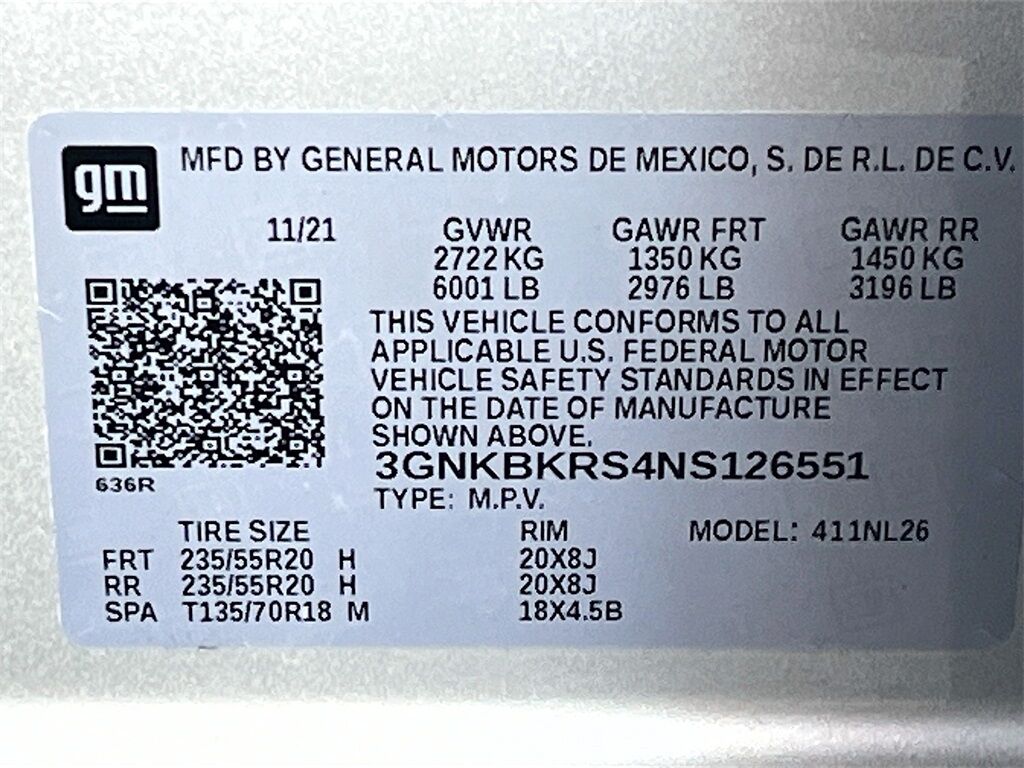 gm
MFD BY GENERAL MOTORS DE MEXICO, S. DE R.L. DE C.V.
11/21 GVWR GAWR FRT GAWR RR
2722 KG 1350 KG 1450 KG
6001 LB 2976 LB 3196 LB
THIS VEHICLE CONFORMS TO ALL
APPLICABLE U.S. FEDERAL MOTOR
VEHICLE SAFETY STANDARDS IN EFFECT
ON THE DATE OF MANUFACTURE
SHOWN ABOVE.
3GNKBKRS4NS126551
636R
TYPE: M.P.V.
TIRE SIZE RIM MODEL: 411NL26
FRT 235/55R20 H 20X8J
RR 235/55R20 H 20X8J
SPA T135/70R18 M 18X4.5B